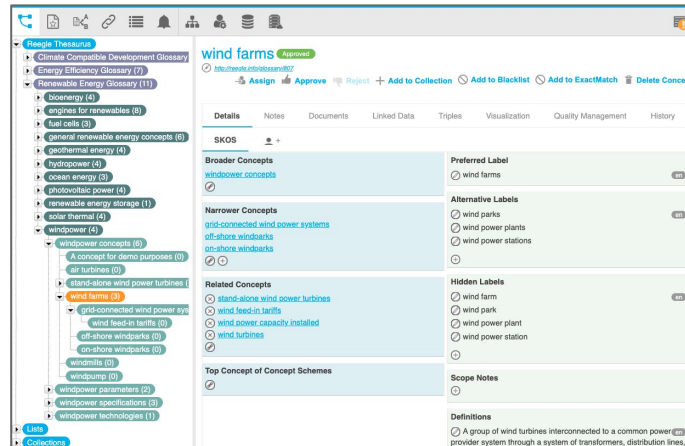 Reegle Thesaurus
Climate Compatible Development Glossary
Energy Efficiency Glossary (7)
Renewable Energy Glossary (11)
bioenergy (4)
engines for renewables (8)
fuel cells (3)
general renewable energy concepts (6)
geothermal energy (4)
hydropower (4)
ocean energy (3)
photovoltaic power (4)
renewable energy storage (1)
solar thermal (4)
windpower (4)
windpower concepts (6)
A concept for demo purposes (0)
air turbines (0)
stand-alone wind power turbines (
wind farms (3)
grid-connected wind power sys
wind feed-in tariffs (0)
off-shore windparks (0)
on-shore windparks (0)
windmills (0)
windpump (0)
windpower parameters (2)
windpower specifications (3)
windpower technologies (1)
Lists
Collections
wind farms Approved
http://reegle.info/glossary/807
Assign Approve Reject + Add to Collection Add to Blacklist Add to ExactMatch Delete Conce
Details Notes Documents Linked Data Triples Visualization Quality Management History
SKOS +
Broader Concepts
windpower concepts
Narrower Concepts
grid-connected wind power systems
off-shore windparks
on-shore windparks
Related Concepts
stand-alone wind power turbines
wind feed-in tariffs
wind power capacity installed
wind turbines
Top Concept of Concept Schemes
Preferred Label
wind farms en
Alternative Labels
wind parks en
wind power plants
wind power stations
Hidden Labels
wind farm en
wind park
wind power plant
wind power station
Scope Notes
Definitions
A group of wind turbines interconnected to a common power en
provider system through a system of transformers, distribution lines,